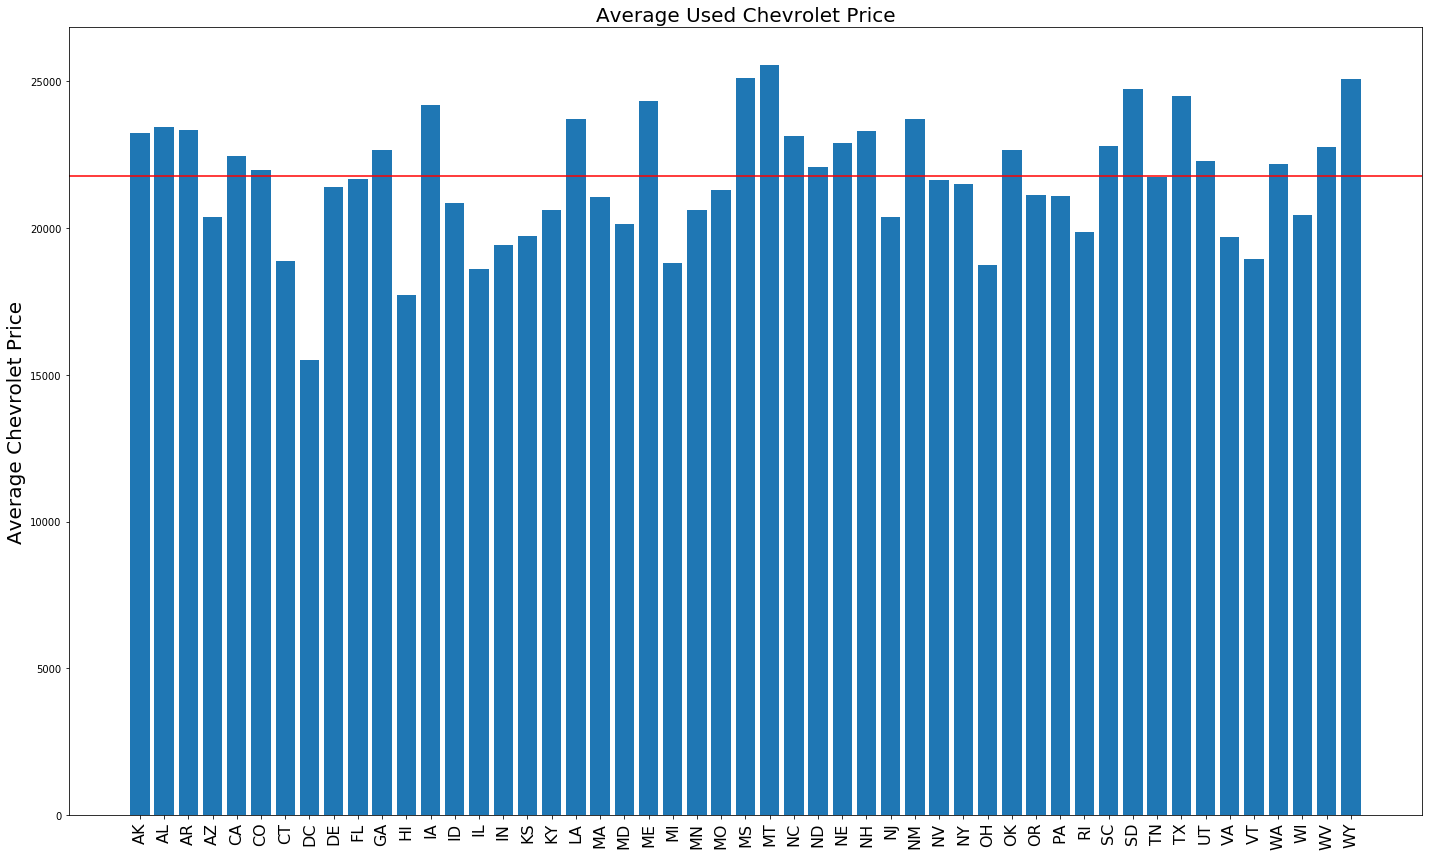 Average Used Chevrolet Price
Average Chevrolet Price
25000
20000
15000
10000
5000
0
AK AL AR AZ CA CO CT DC DE FL GA HI IA ID IL IN KS KY LA MA MD ME MI MN MO MS MT NC ND NE NH NJ NM NV NY OH OK OR PA RI SC SD TN TX UT VA VT WA WI WV WY